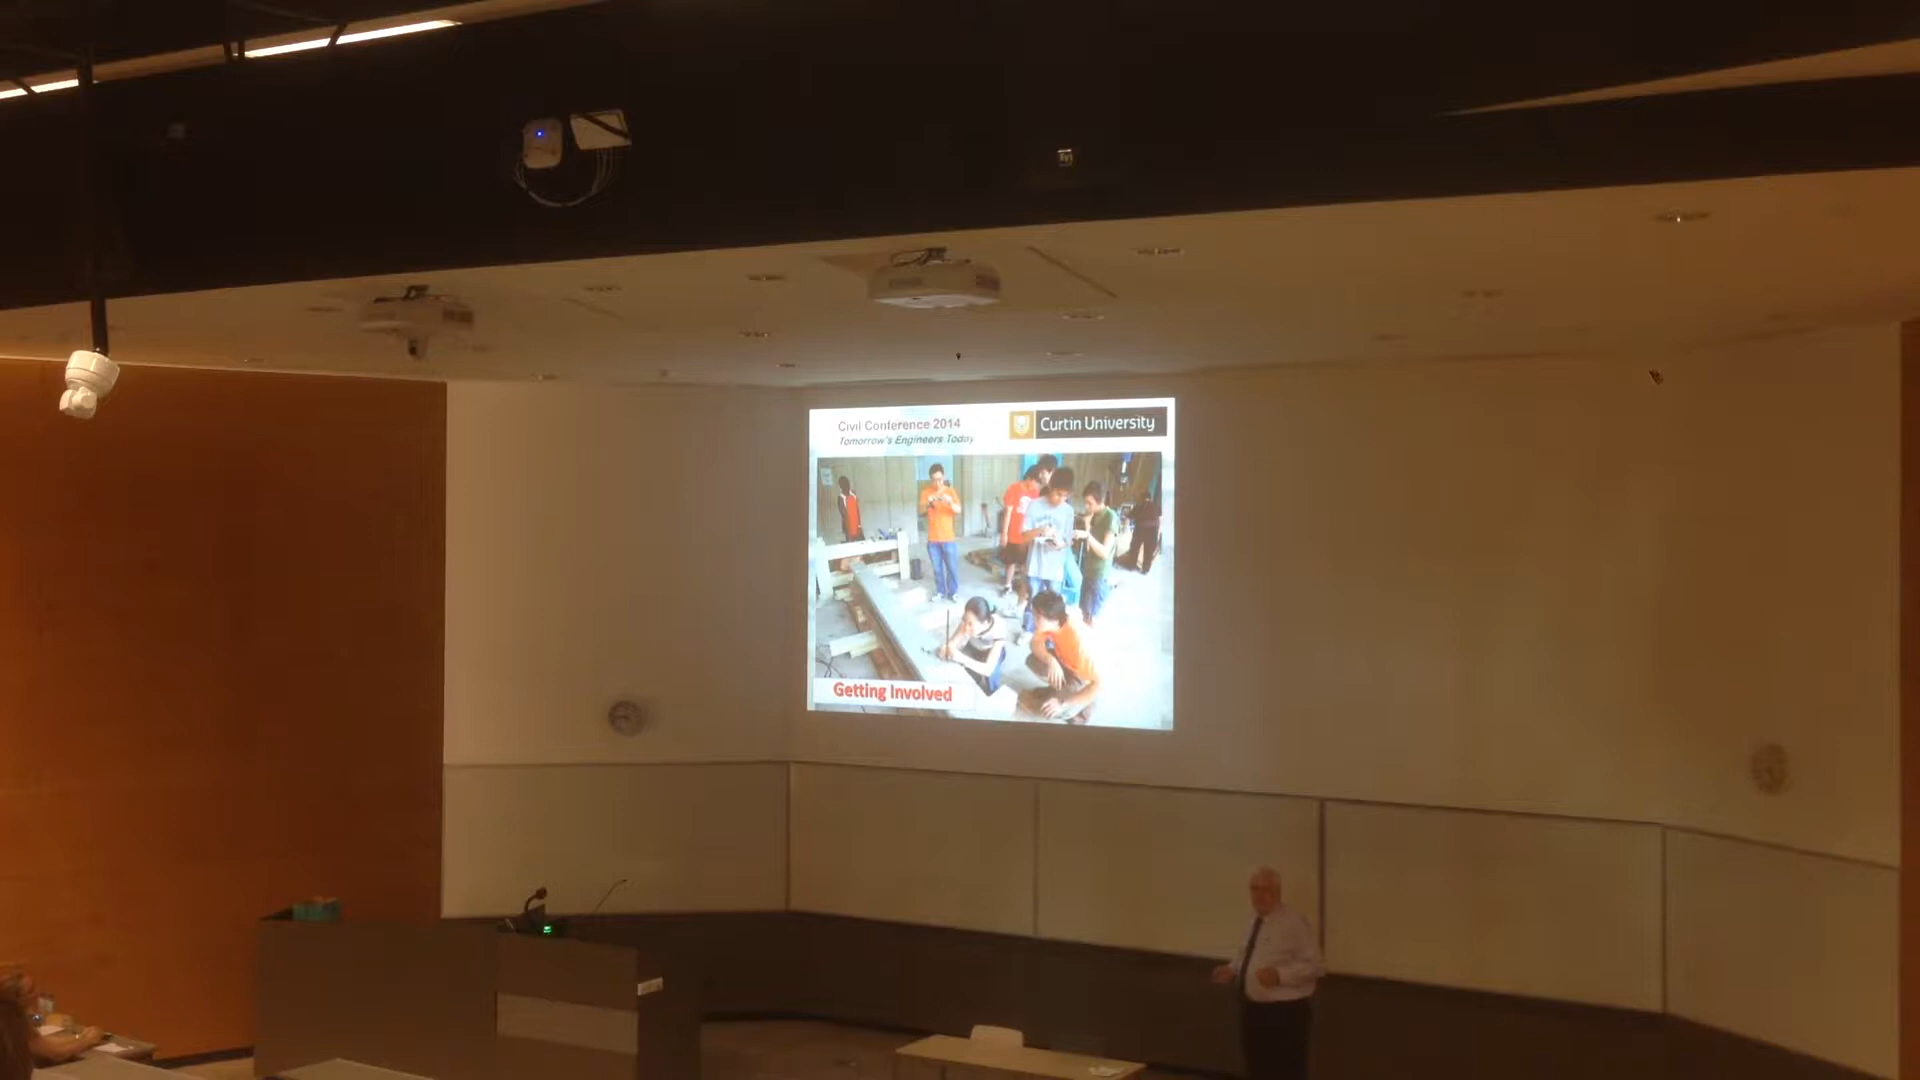 Civil Conference 2014
Tomorrow's Engineers Today
Curtin University
Getting Involved